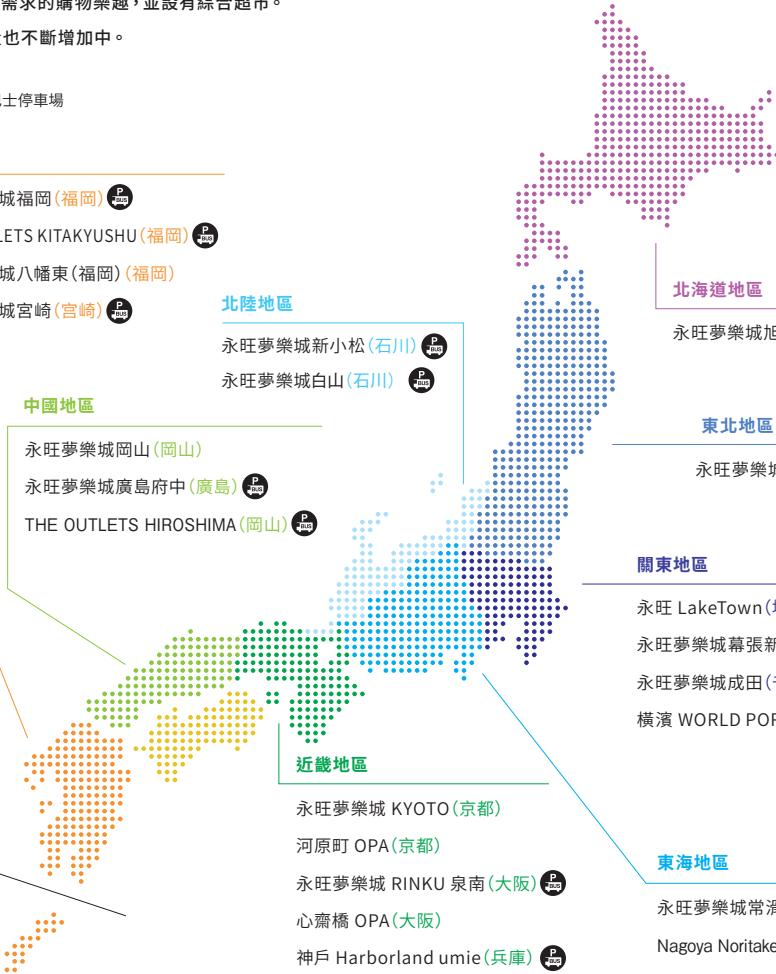 需求的購物樂趣，並設有綜合超市。
也不斷增加中。
士停車場
城福岡(福岡) P BUS
LETS KITAKYUSHU(福岡) P BUS
城八幡東(福岡)(福岡)
城宮崎(宮崎) P BUS
北陸地區
永旺夢樂城新小松(石川) P BUS
永旺夢樂城白山(石川) P BUS
中國地區
永旺夢樂城岡山(岡山)
永旺夢樂城廣島府中(廣島) P BUS
THE OUTLETS HIROSHIMA(岡山) P BUS
北海道地區
永旺夢樂城旭
東北地區
永旺夢樂城
關東地區
永旺 LakeTown(
永旺夢樂城幕張新
永旺夢樂城成田(
橫濱 WORLD POR
近畿地區
永旺夢樂城 KYOTO(京都)
河原町 OPA(京都)
永旺夢樂城 RINKU 泉南(大阪) P BUS
心齋橋 OPA(大阪)
神戶 Harborland umie(兵庫) P BUS
東海地區
永旺夢樂城常滑
Nagoya Noritake